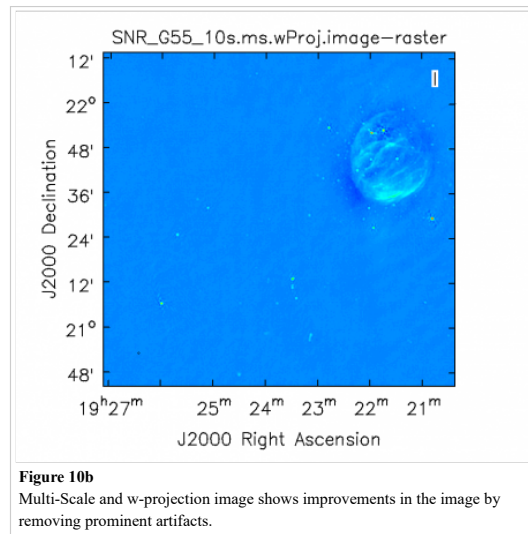 SNR_G55_10s.ms.wProj.image-raster
I
12'
22°
48'
36'
24'
12'
21°
48'
J2000 Declination
19ʰ27ᵐ 25ᵐ 24ᵐ 23ᵐ 22ᵐ 21ᵐ
J2000 Right Ascension
Figure 10b
Multi-Scale and w-projection image shows improvements in the image by
removing prominent artifacts.